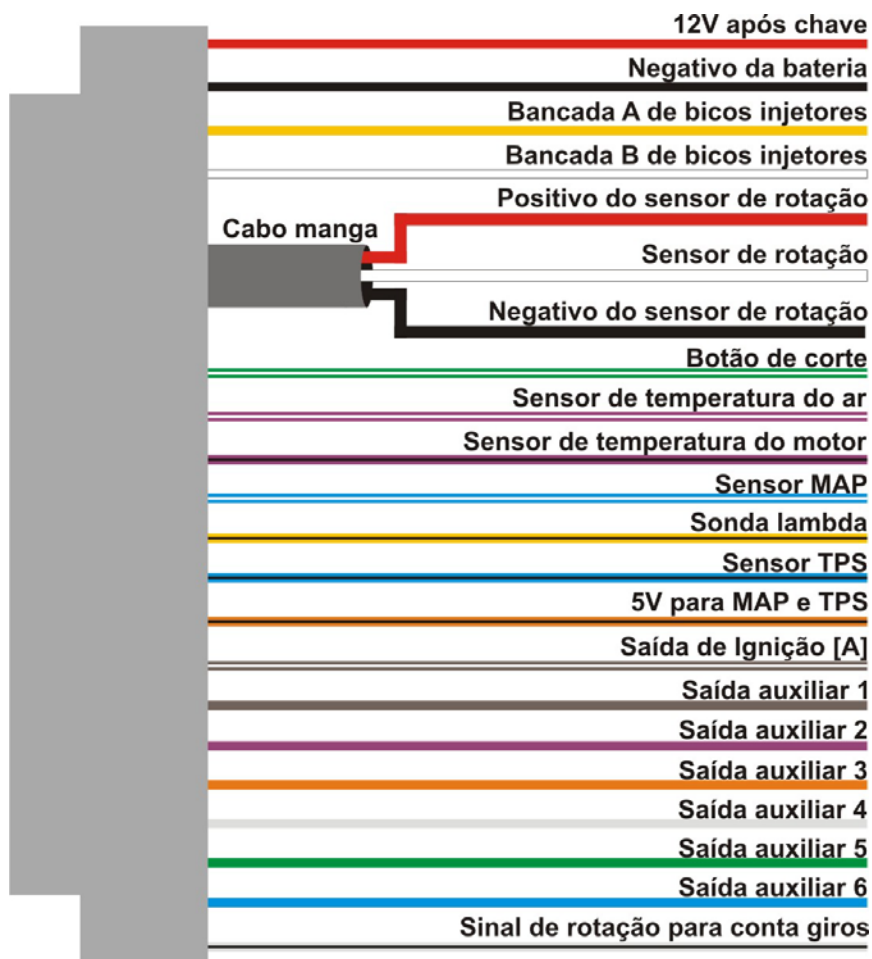 12V após chave
Negativo da bateria
Bancada A de bicos injetores
Bancada B de bicos injetores
Positivo do sensor de rotação
Cabo manga
Sensor de rotação
Negativo do sensor de rotação
Botão de corte
Sensor de temperatura do ar
Sensor de temperatura do motor
Sensor MAP
Sonda lambda
Sensor TPS
5V para MAP e TPS
Saída de Ignição [A]
Saída auxiliar 1
Saída auxiliar 2
Saída auxiliar 3
Saída auxiliar 4
Saída auxiliar 5
Saída auxiliar 6
Sinal de rotação para conta giros